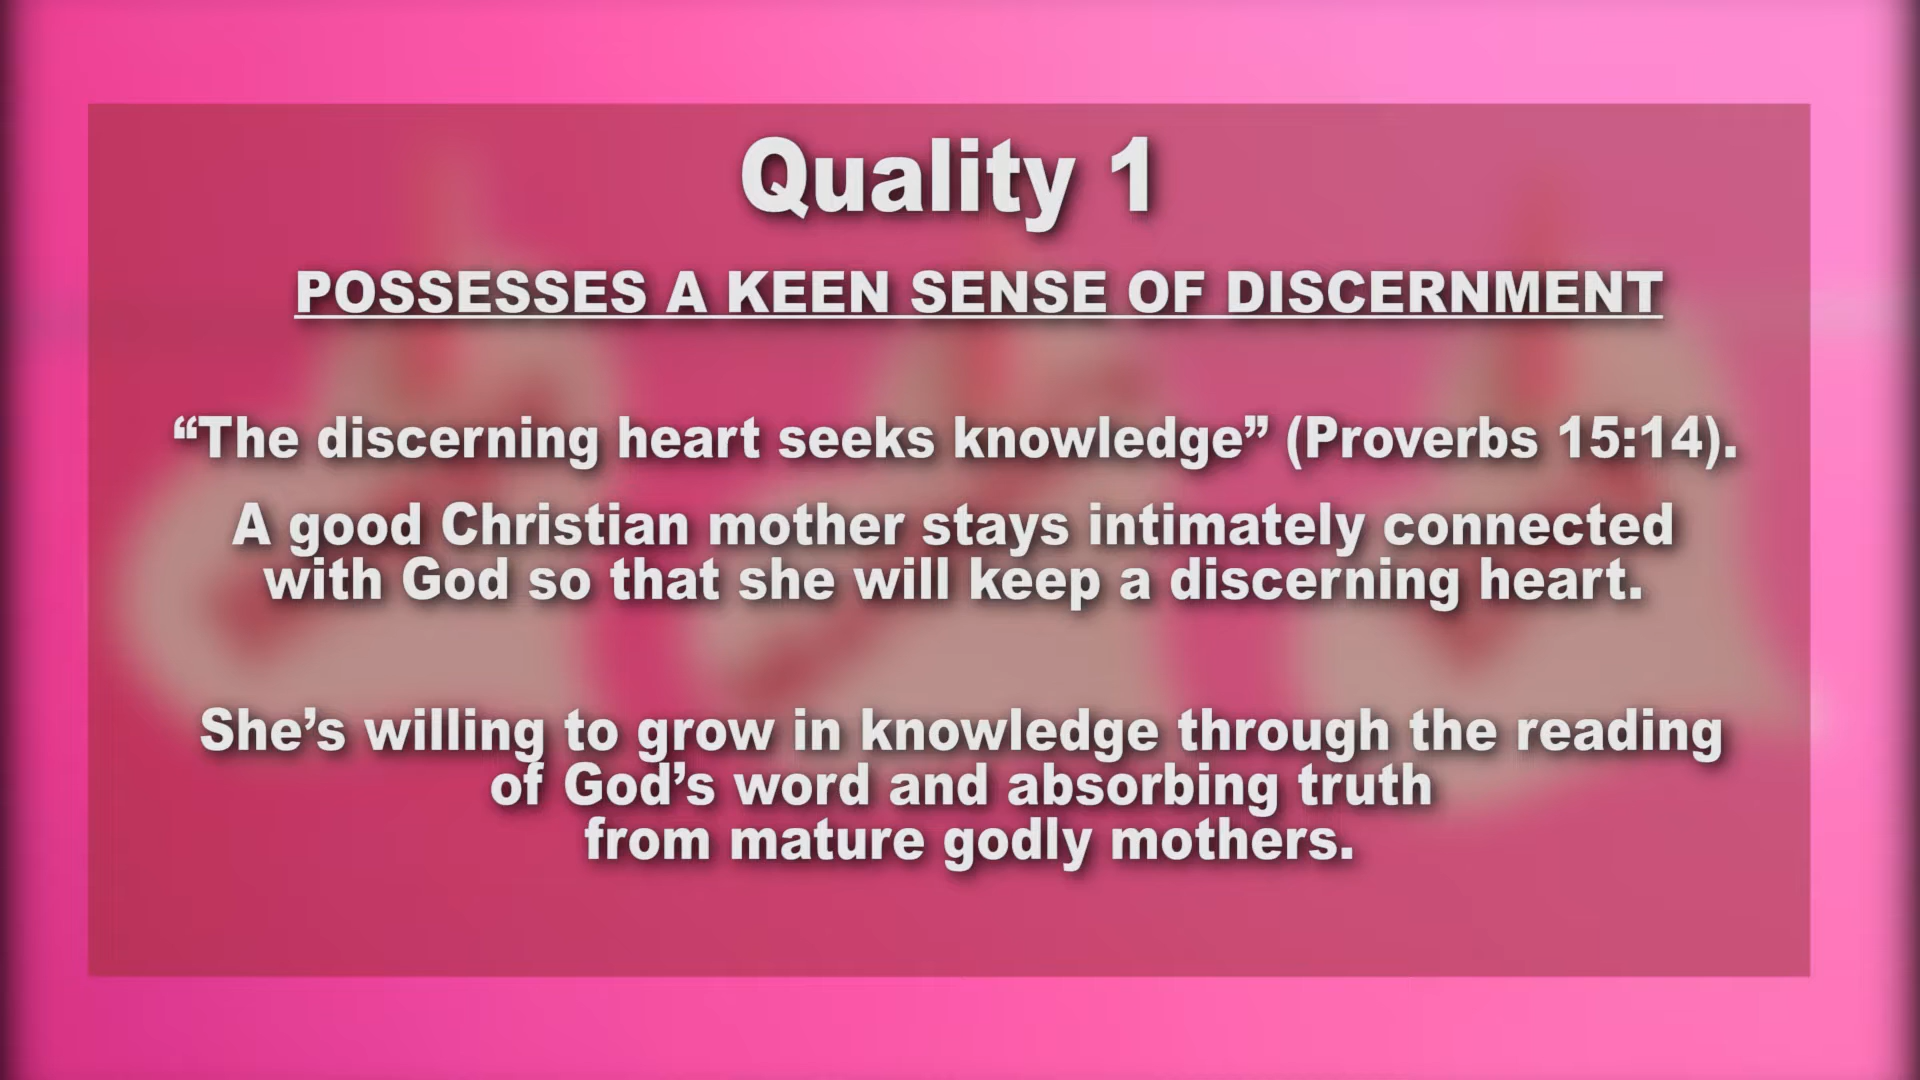 Quality 1
POSSESSES A KEEN SENSE OF DISCERNMENT
“The discerning heart seeks knowledge” (Proverbs 15:14).
A good Christian mother stays intimately connected
with God so that she will keep a discerning heart.
She’s willing to grow in knowledge through the reading
of God’s word and absorbing truth
from mature godly mothers.